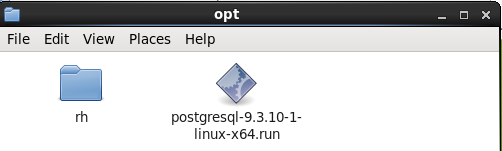 opt
File Edit View Places Help
rh
postgresql-9.3.10-1-
linux-x64.run